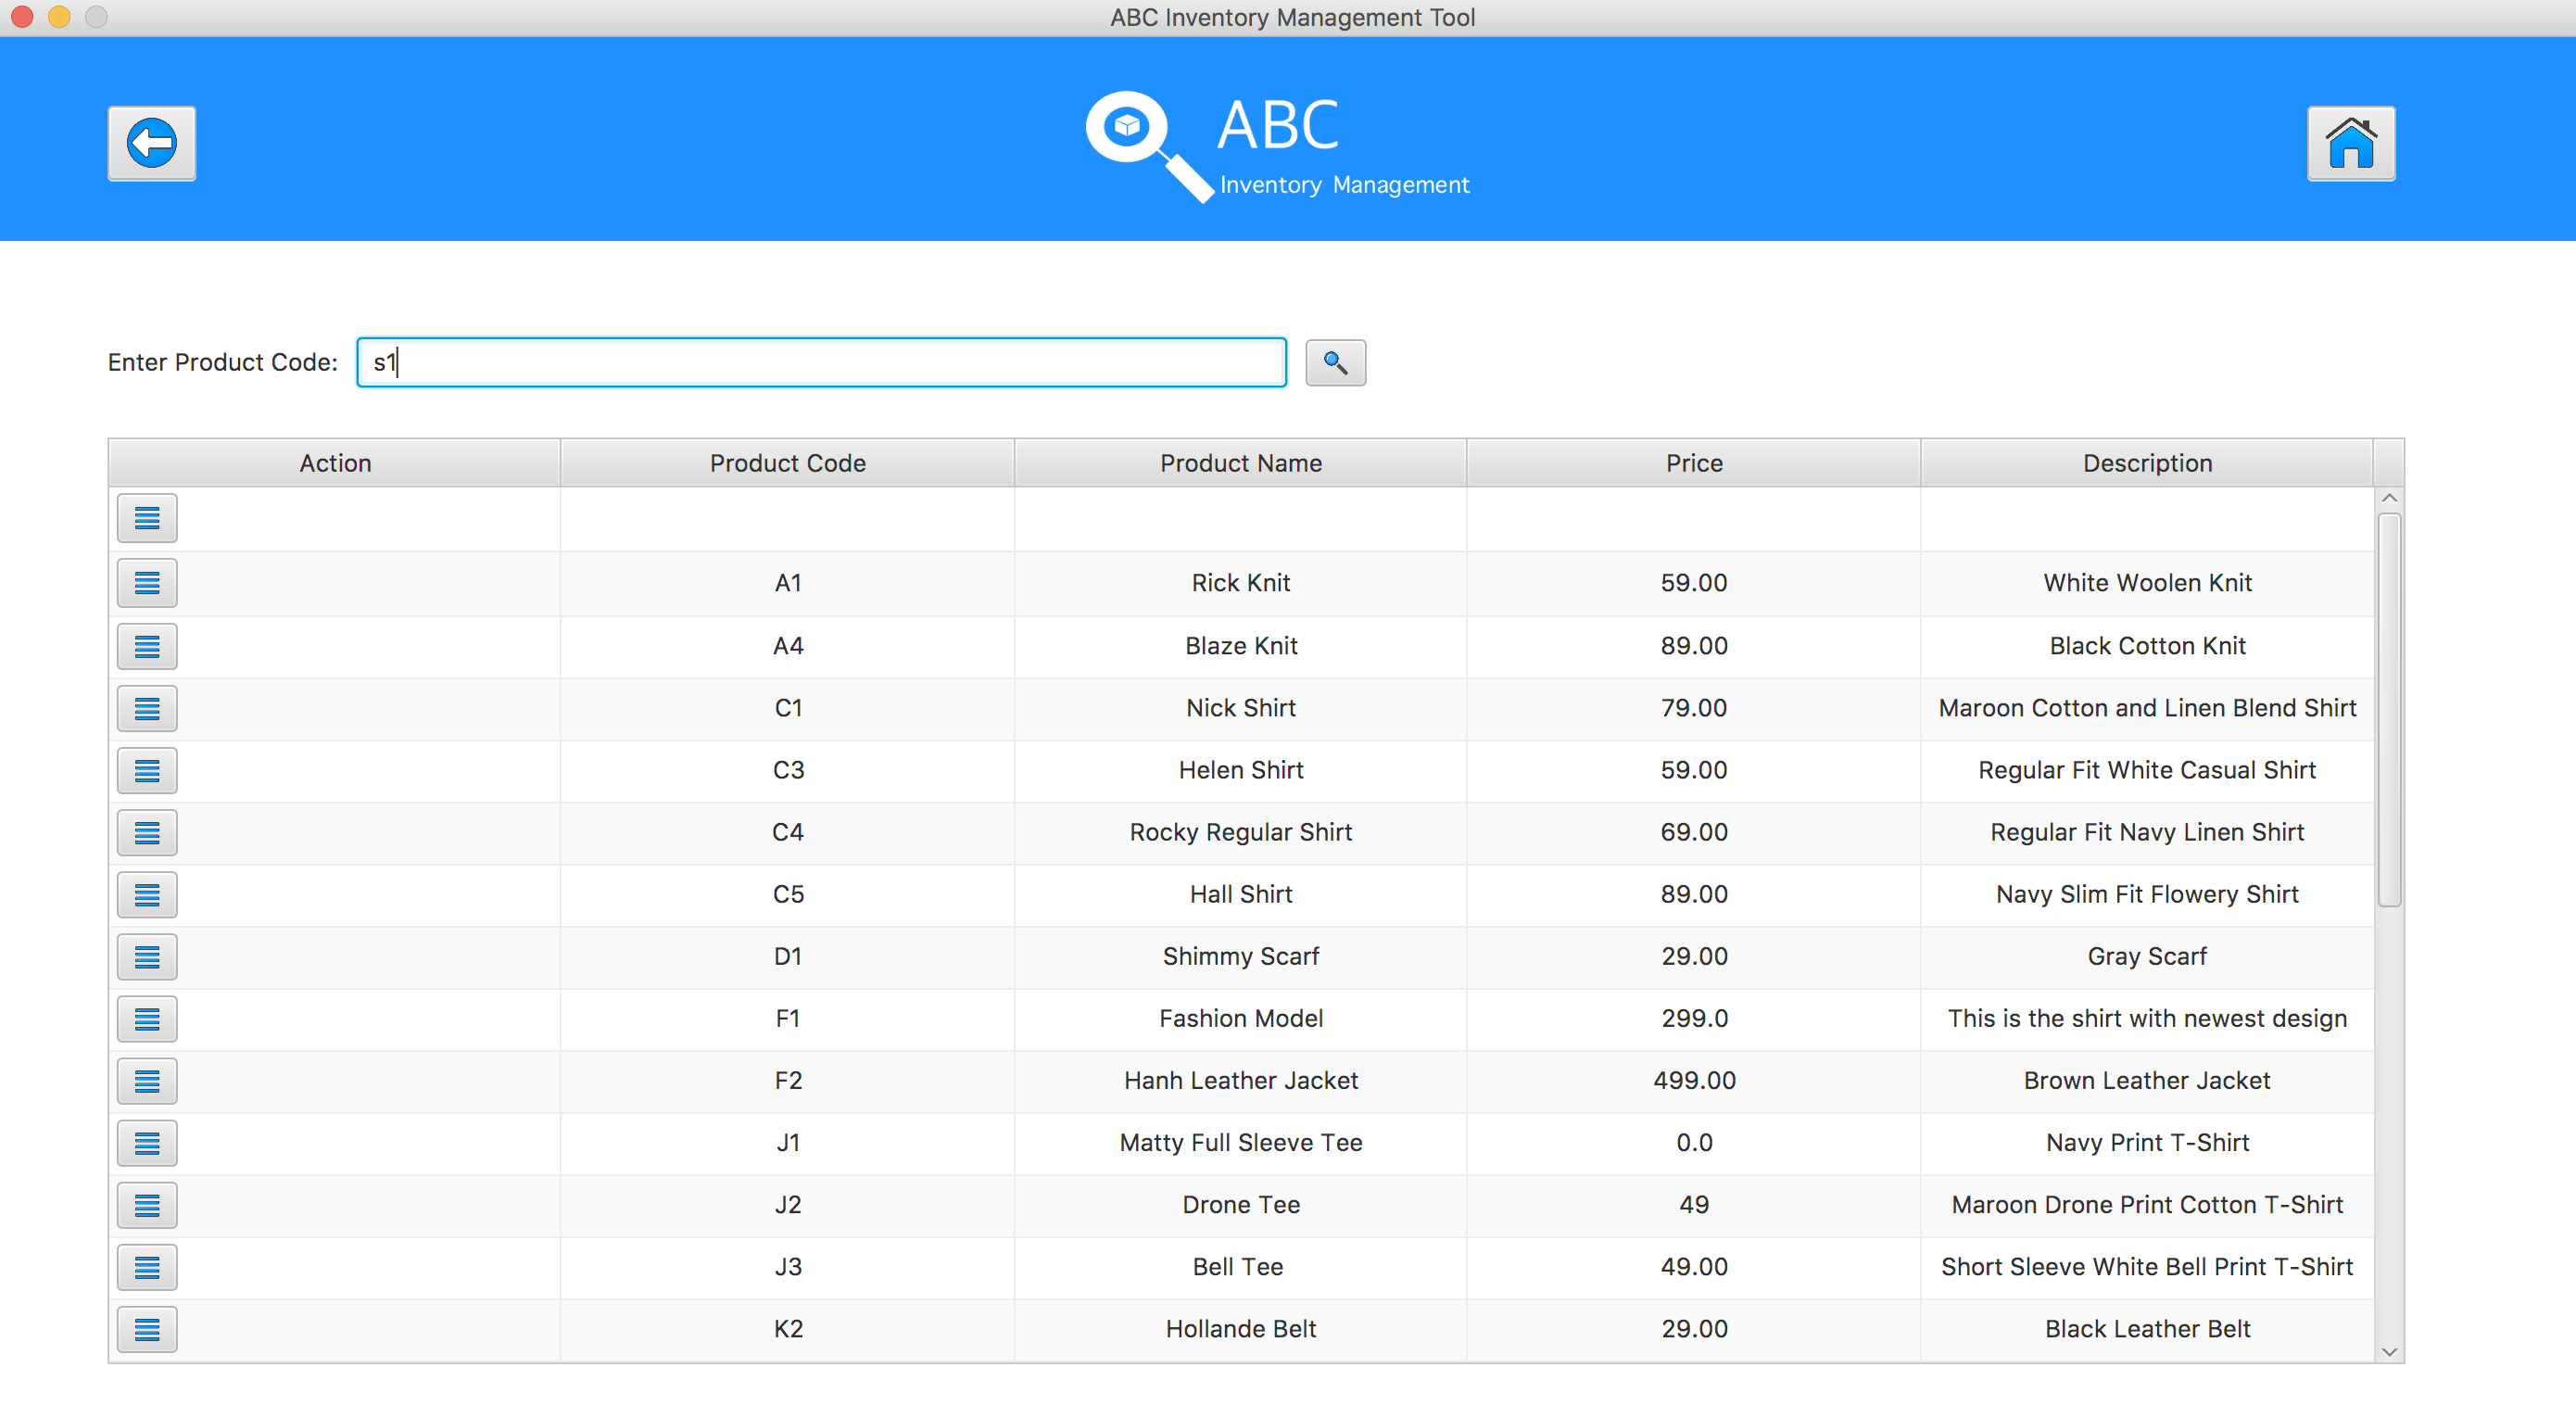 ABC Inventory Management Tool
ABC
Inventory Management
Enter Product Code: s1
Action Product Code Product Name Price Description
A1 Rick Knit 59.00 White Woolen Knit
A4 Blaze Knit 89.00 Black Cotton Knit
C1 Nick Shirt 79.00 Maroon Cotton and Linen Blend Shirt
C3 Helen Shirt 59.00 Regular Fit White Casual Shirt
C4 Rocky Regular Shirt 69.00 Regular Fit Navy Linen Shirt
C5 Hall Shirt 89.00 Navy Slim Fit Flowery Shirt
D1 Shimmy Scarf 29.00 Gray Scarf
F1 Fashion Model 299.0 This is the shirt with newest design
F2 Hanh Leather Jacket 499.00 Brown Leather Jacket
J1 Matty Full Sleeve Tee 0.0 Navy Print T-Shirt
J2 Drone Tee 49 Maroon Drone Print Cotton T-Shirt
J3 Bell Tee 49.00 Short Sleeve White Bell Print T-Shirt
K2 Hollande Belt 29.00 Black Leather Belt